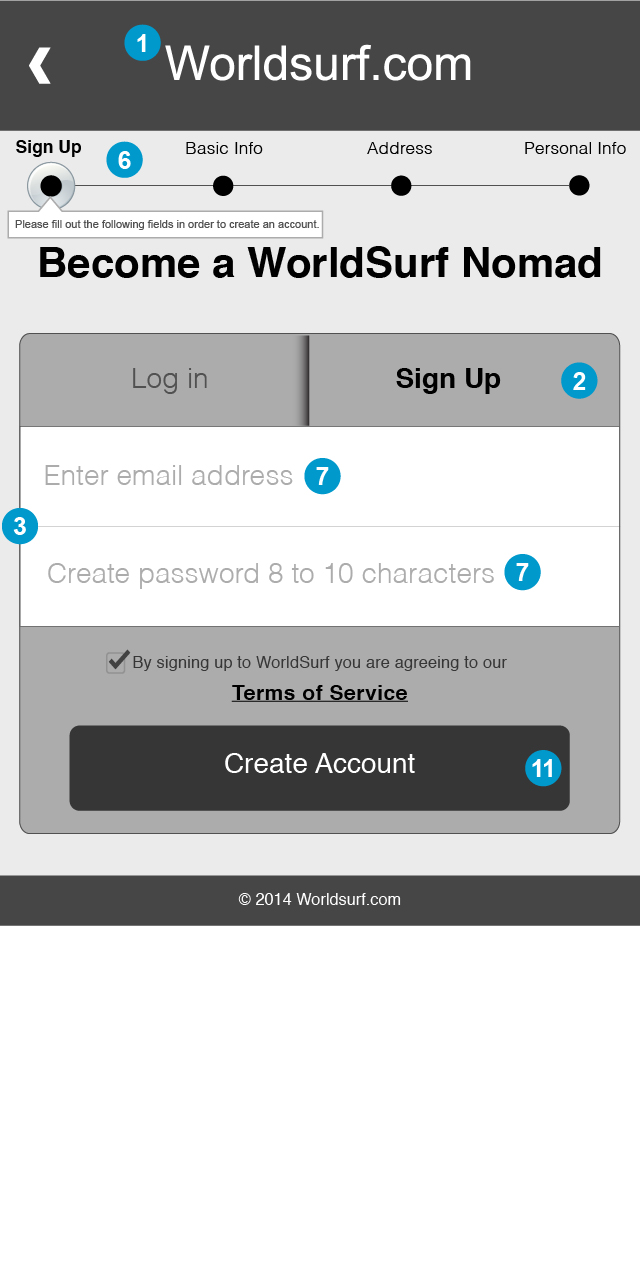 1 Worldsurf.com
Sign Up 6 Basic Info Address Personal Info
Please fill out the following fields in order to create an account.
Become a WorldSurf Nomad
Log in Sign Up 2
Enter email address 7
3
Create password 8 to 10 characters 7
By signing up to WorldSurf you are agreeing to our
Terms of Service
Create Account 11
© 2014 Worldsurf.com